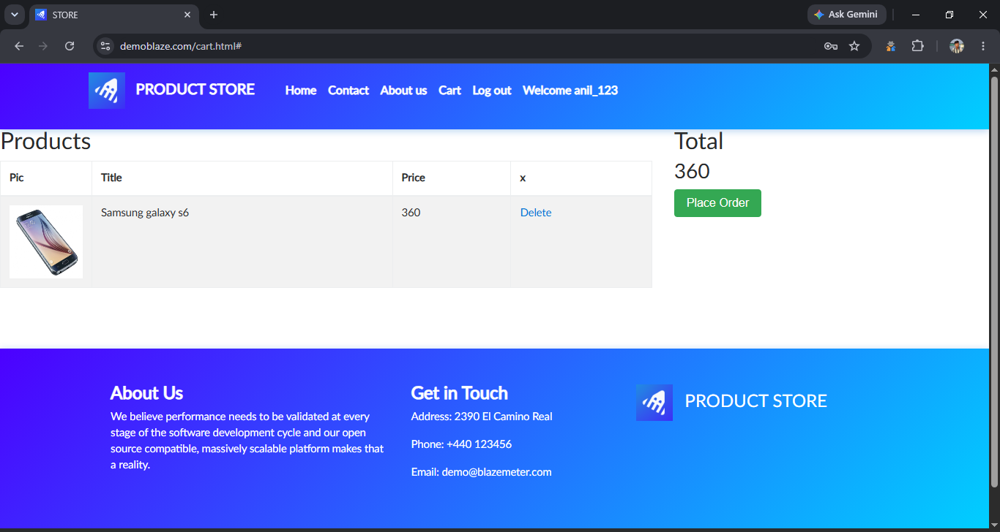 STORE
Ask Gemini
demoblaze.com/cart.html#
PRODUCT STORE Home Contact About us Cart Log out Welcome anil_123
Products
Pic Title Price x
Samsung galaxy s6 360 Delete
Total
360
Place Order
About Us
We believe performance needs to be validated at every
stage of the software development cycle and our open
source compatible, massively scalable platform makes that
a reality.
Get in Touch
Address: 2390 El Camino Real
Phone: +440 123456
Email: demo@blazemeter.com
PRODUCT STORE